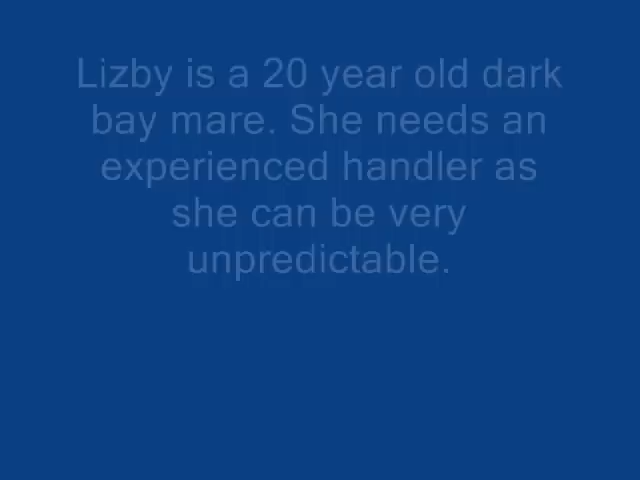 Lizby is a 20 year old dark
bay mare. She needs an
experienced handler as
she can be very
unpredictable.